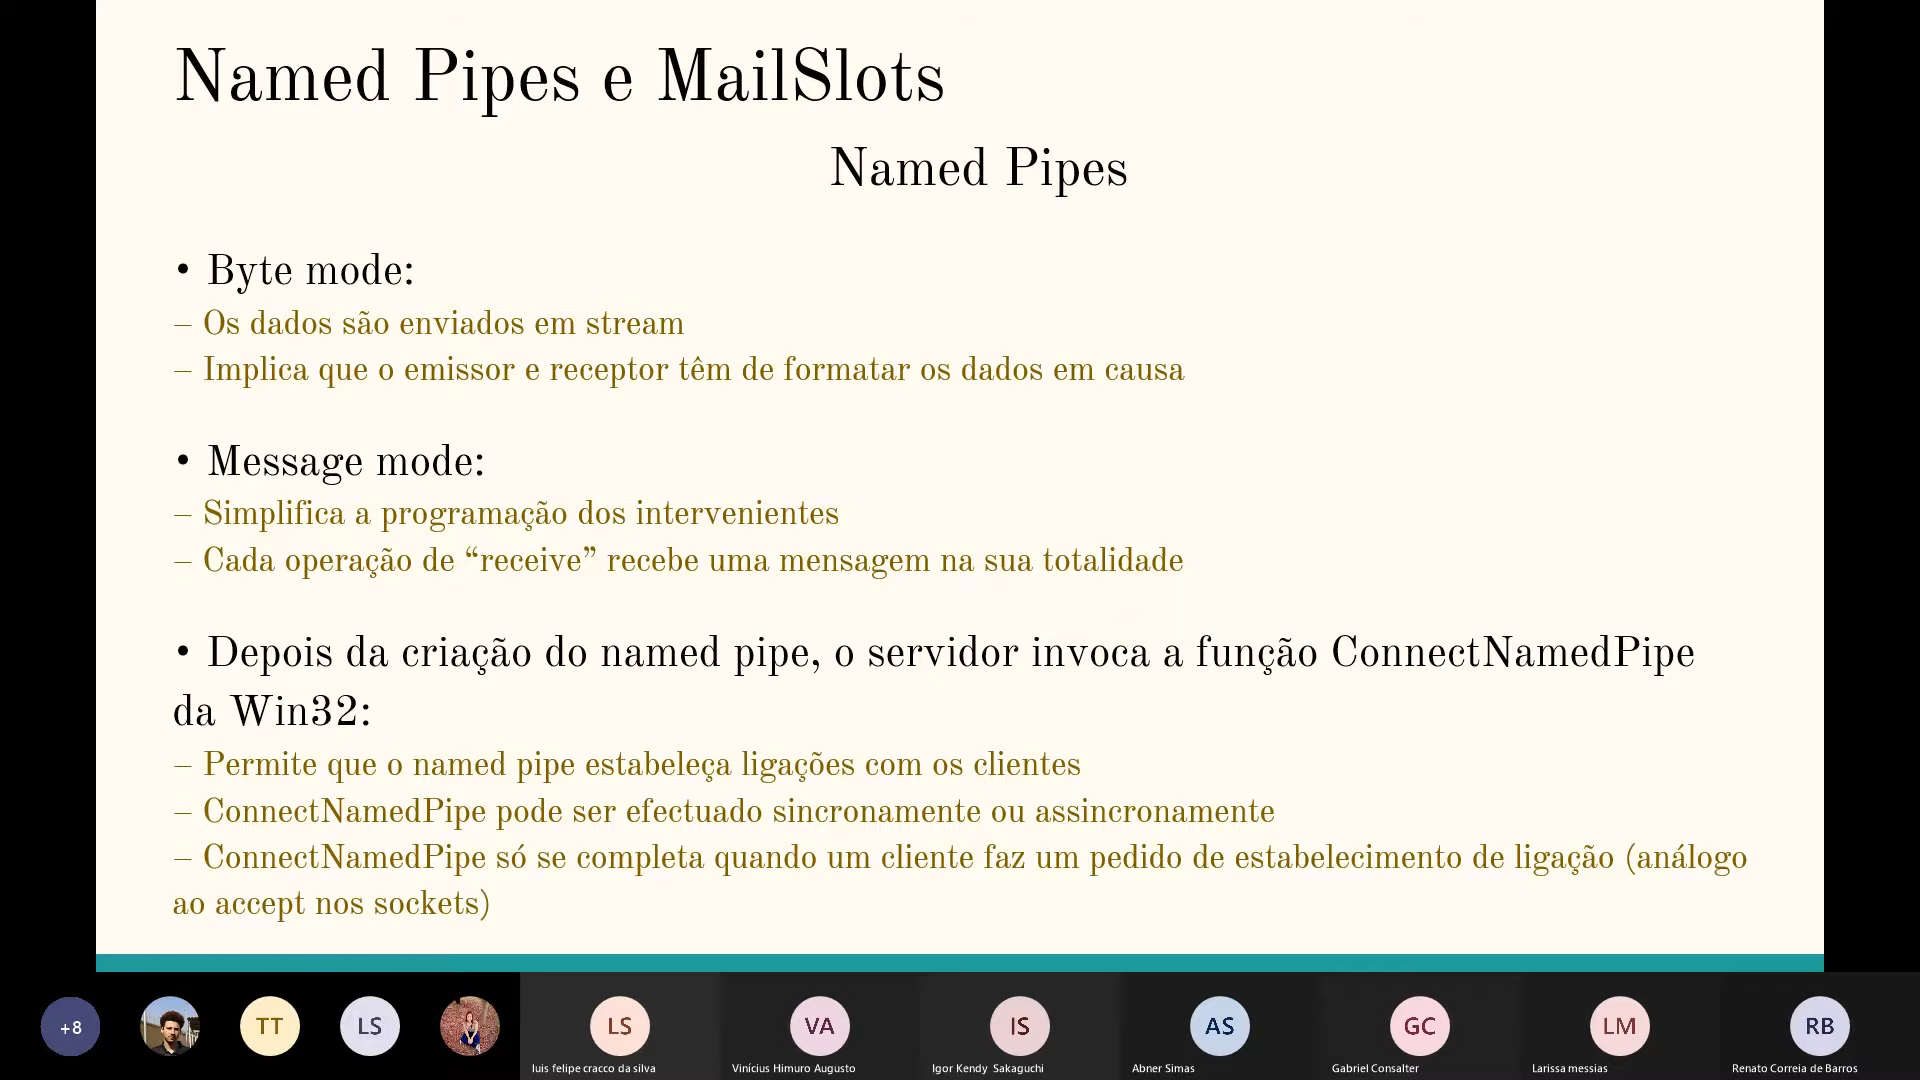 Named Pipes e MailSlots
Named Pipes
• Byte mode:
– Os dados são enviados em stream
– Implica que o emissor e receptor têm de formatar os dados em causa
• Message mode:
– Simplifica a programação dos intervenientes
– Cada operação de “receive” recebe uma mensagem na sua totalidade
• Depois da criação do named pipe, o servidor invoca a função ConnectNamedPipe
da Win32:
– Permite que o named pipe estabeleça ligações com os clientes
– ConnectNamedPipe pode ser efectuado sincronamente ou assincronamente
– ConnectNamedPipe só se completa quando um cliente faz um pedido de estabelecimento de ligação (análogo
ao accept nos sockets)
+8 TT LS LS VA IS AS GC LM RB
luis felipe cracco da silva Vinícius Himuro Augusto Igor Kendy Sakaguchi Abner Simas Gabriel Consalter Larissa messias Renato Correia de Barros